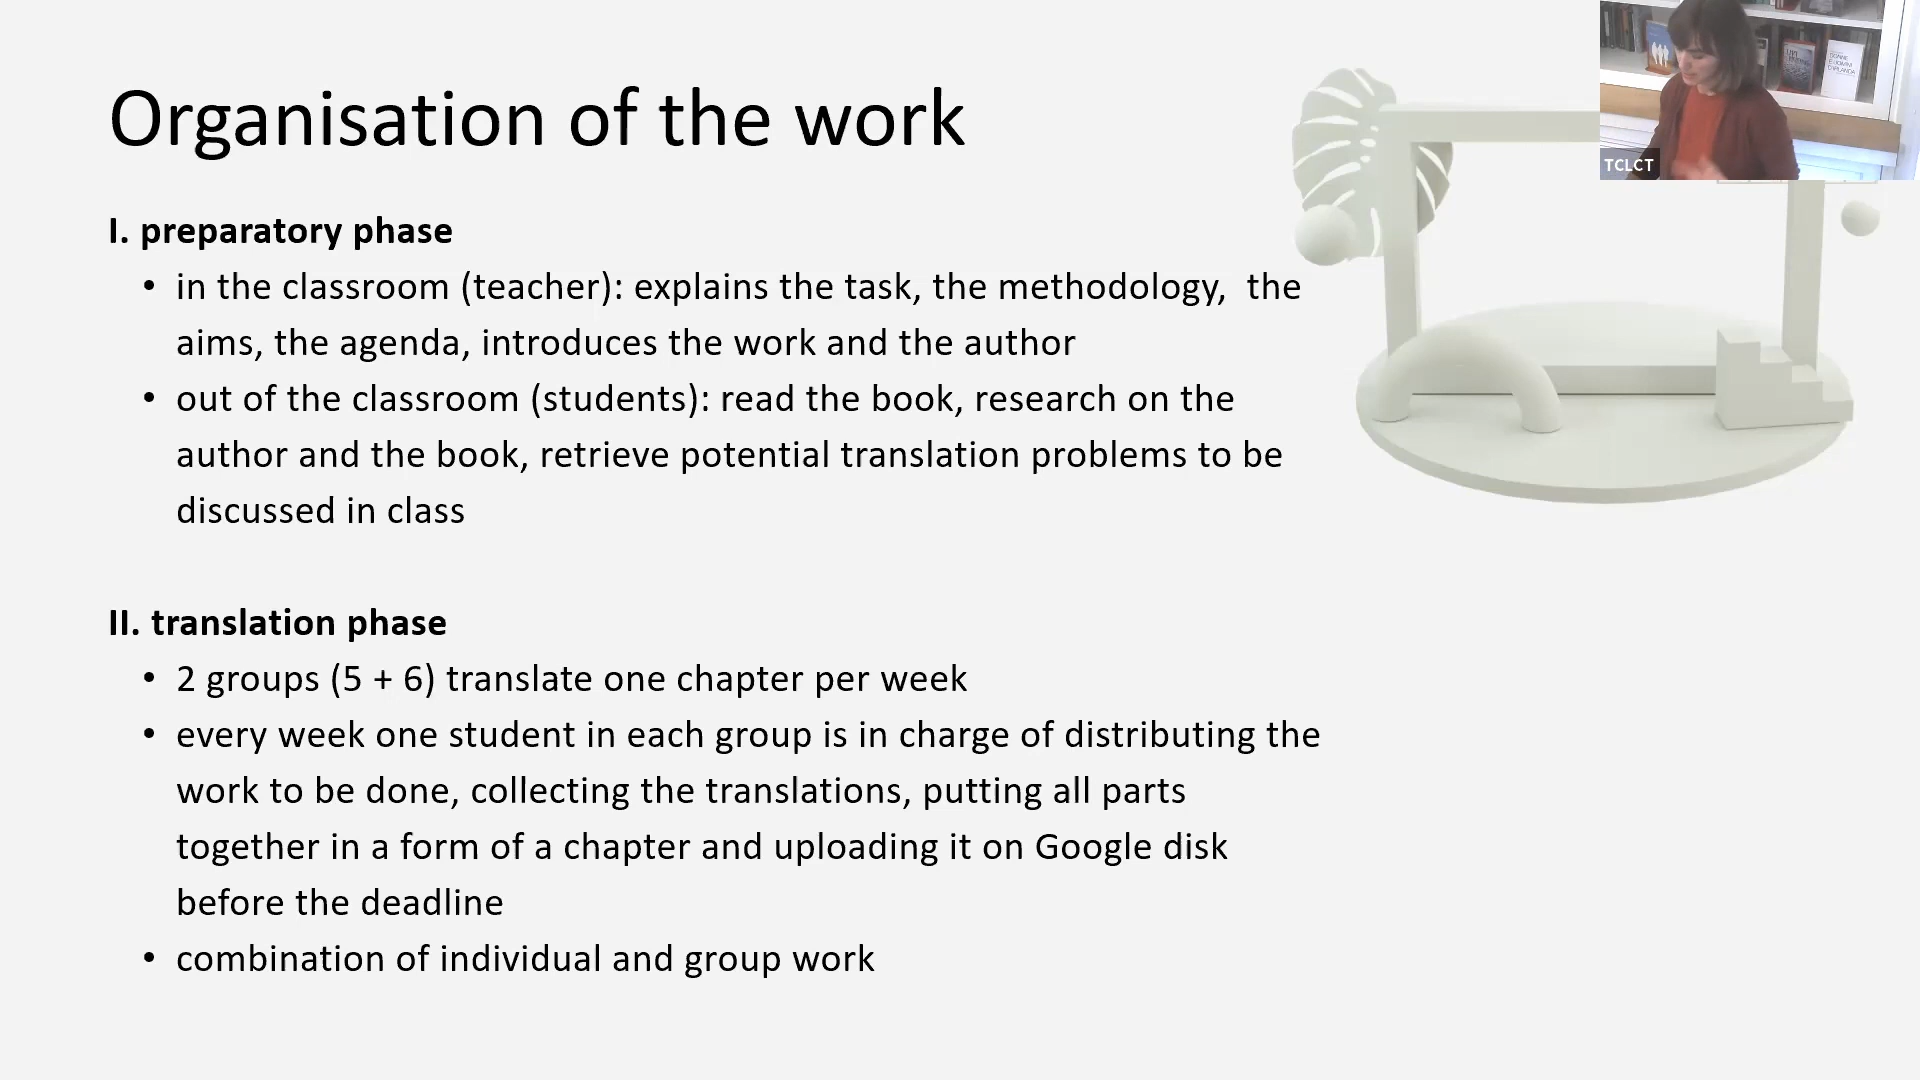 Organisation of the work
I. preparatory phase
• in the classroom (teacher): explains the task, the methodology,  the
aims, the agenda, introduces the work and the author
• out of the classroom (students): read the book, research on the
author and the book, retrieve potential translation problems to be
discussed in class
II. translation phase
• 2 groups (5 + 6) translate one chapter per week
• every week one student in each group is in charge of distributing the
work to be done, collecting the translations, putting all parts
together in a form of a chapter and uploading it on Google disk
before the deadline
• combination of individual and group work
TCLCT